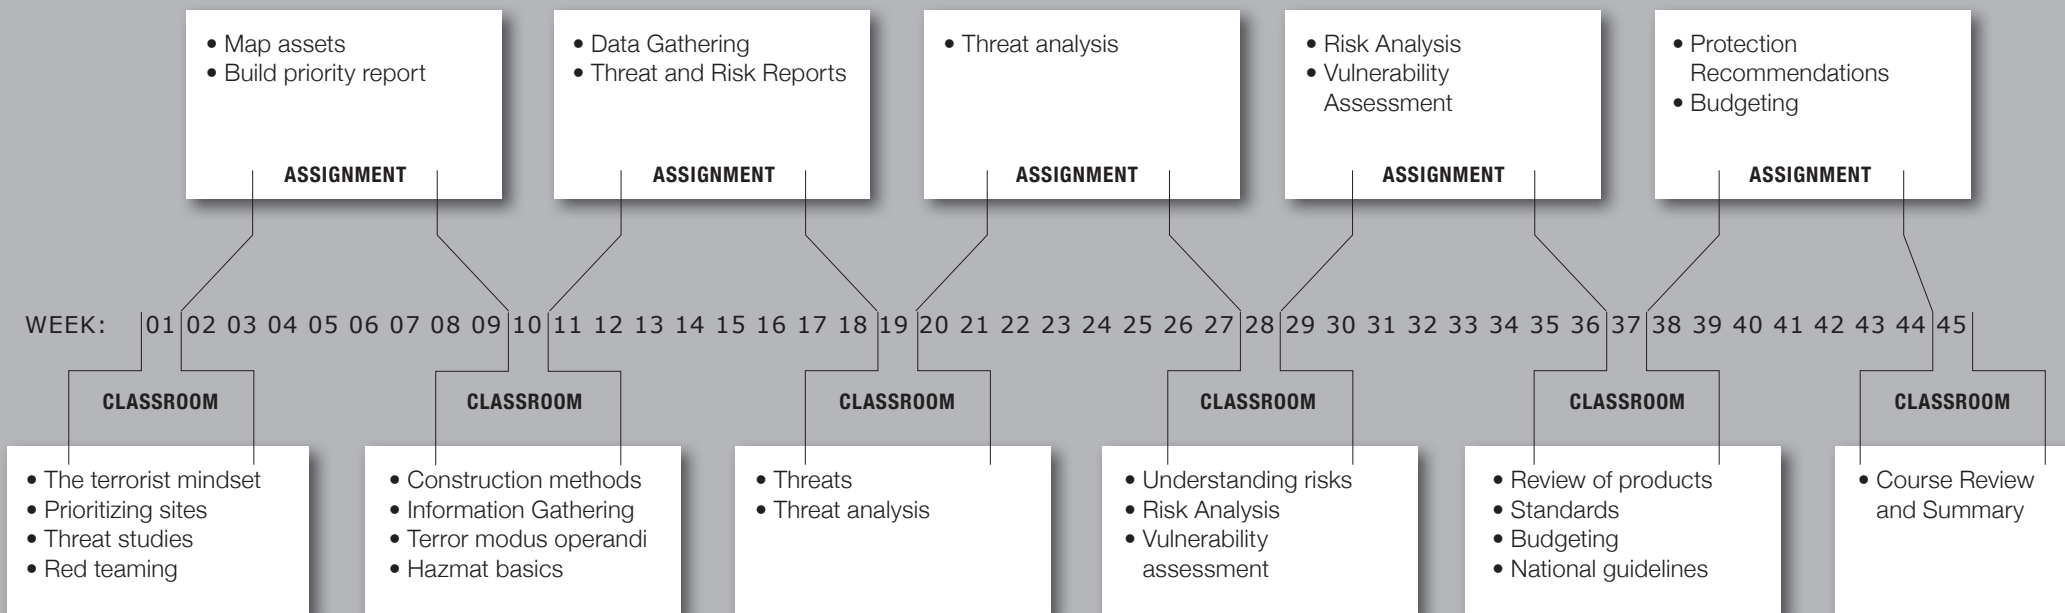 • Map assets
• Build priority report
ASSIGNMENT
• Data Gathering
• Threat and Risk Reports
ASSIGNMENT
• Threat analysis
ASSIGNMENT
• Risk Analysis
• Vulnerability
Assessment
ASSIGNMENT
• Protection
Recommendations
• Budgeting
ASSIGNMENT
WEEK: 01 02 03 04 05 06 07 08 09 10 11 12 13 14 15 16 17 18 19 20 21 22 23 24 25 26 27 28 29 30 31 32 33 34 35 36 37 38 39 40 41 42 43 44 45
CLASSROOM
• The terrorist mindset
• Prioritizing sites
• Threat studies
• Red teaming
CLASSROOM
• Construction methods
• Information Gathering
• Terror modus operandi
• Hazmat basics
CLASSROOM
• Threats
• Threat analysis
CLASSROOM
• Understanding risks
• Risk Analysis
• Vulnerability
assessment
CLASSROOM
• Review of products
• Standards
• Budgeting
• National guidelines
CLASSROOM
• Course Review
and Summary